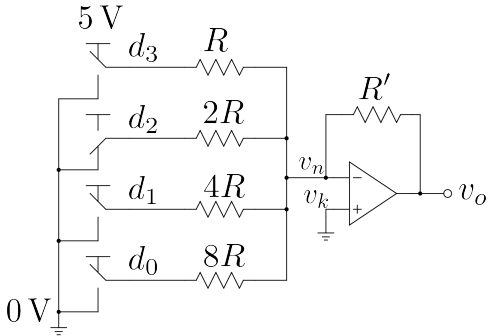 5 V
d₃ R
R′
d₂ 2R
vₙ −
d₁ 4R vₖ + vₒ
d₀ 8R
0 V